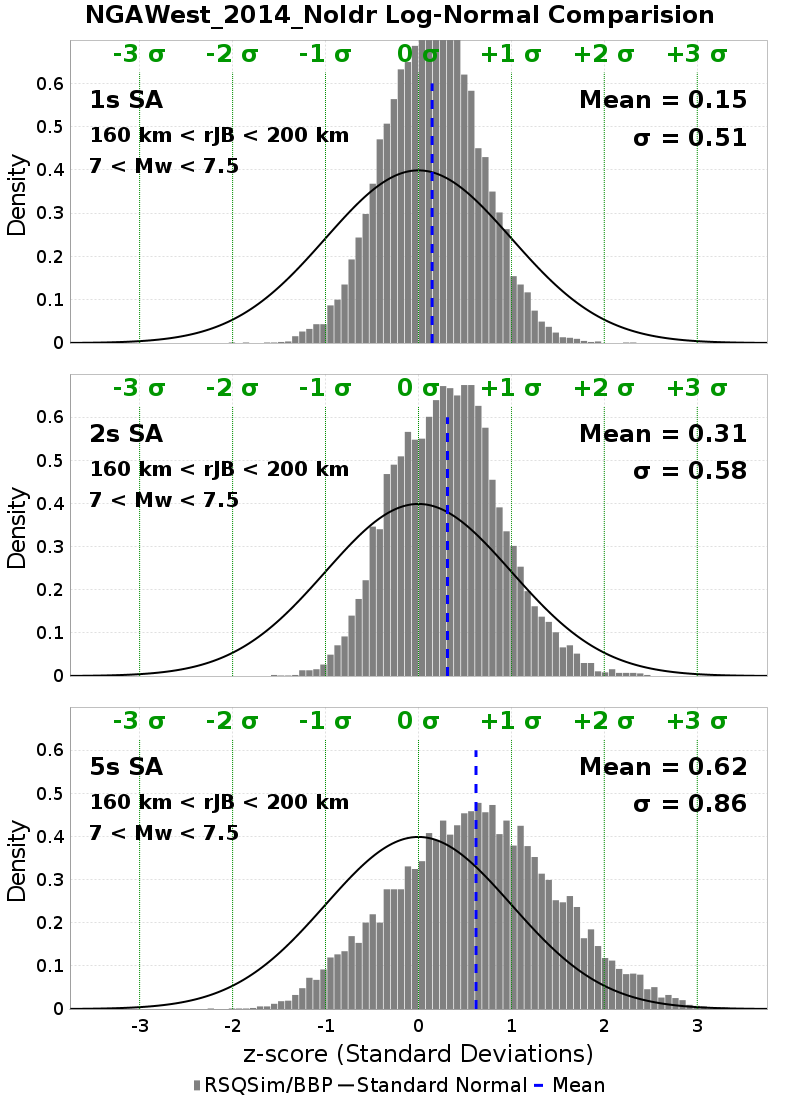 NGAWest_2014_NoIdr Log-Normal Comparision
-3 σ -2 σ -1 σ 0 σ +1 σ +2 σ +3 σ
1s SA Mean = 0.15
160 km < rJB < 200 km σ = 0.51
7 < Mw < 7.5
0.6
0.5
0.4
0.3
0.2
0.1
0
Density
-3 σ -2 σ -1 σ 0 σ +1 σ +2 σ +3 σ
2s SA Mean = 0.31
160 km < rJB < 200 km σ = 0.58
7 < Mw < 7.5
0.6
0.5
0.4
0.3
0.2
0.1
0
Density
-3 σ -2 σ -1 σ 0 σ +1 σ +2 σ +3 σ
5s SA Mean = 0.62
160 km < rJB < 200 km σ = 0.86
7 < Mw < 7.5
0.6
0.5
0.4
0.3
0.2
0.1
0
Density
-3 -2 -1 0 1 2 3
z-score (Standard Deviations)
RSQSim/BBP Standard Normal Mean